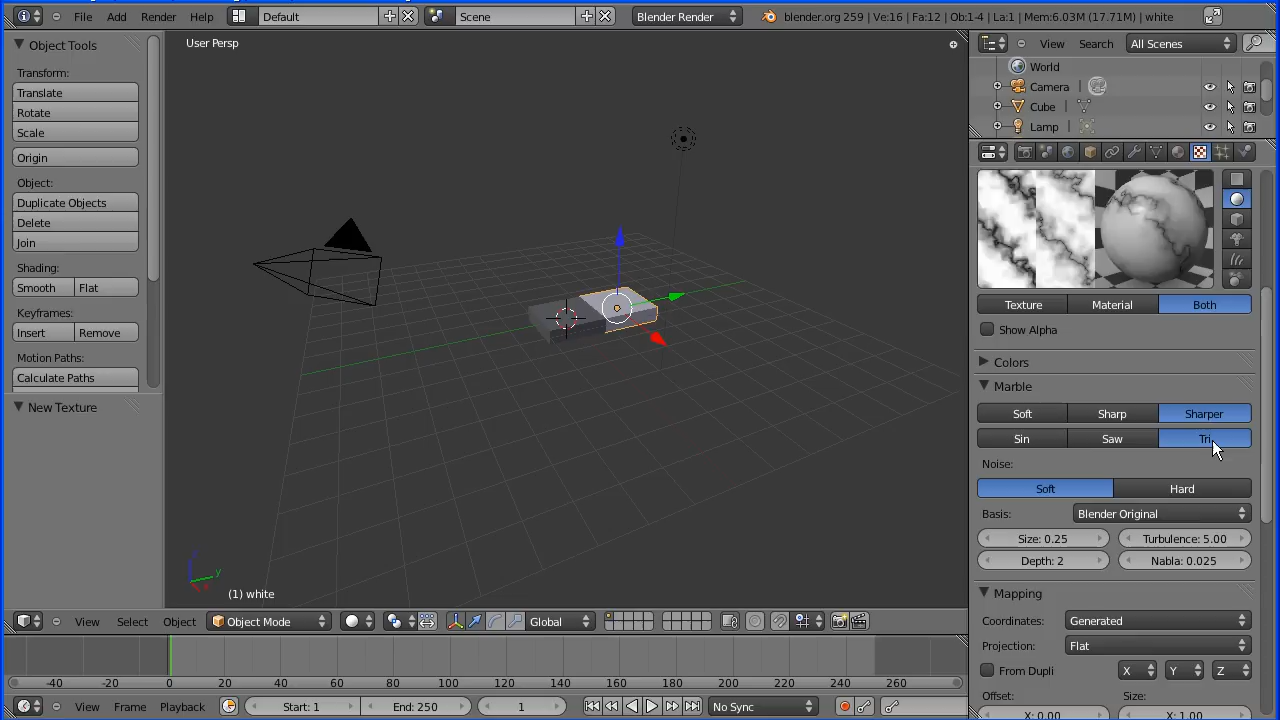 File Add Render Help Default Scene Blender Render blender.org 259 | Ve:16 | Fa:12 | Ob:1-4 | La:1 | Mem:6.03M (17.71M) | white
Object Tools
User Persp
View Search All Scenes
World
Camera
Cube
Lamp
Transform:
Translate
Rotate
Scale
Origin
Object:
Duplicate Objects
Delete
Join
Shading:
Smooth Flat
Keyframes:
Insert Remove
Motion Paths:
Calculate Paths
New Texture
z
y
x
(1) white
Texture Material Both
Show Alpha
Colors
Marble
Soft Sharp Sharper
Sin Saw Tri
Noise:
Soft Hard
Basis: Blender Original
Size: 0.25 Turbulence: 5.00
Depth: 2 Nabla: 0.025
Mapping
Coordinates: Generated
Projection: Flat
From Dupli X Y Z
Offset: Size:
X: 0.00 X: 1.00
View Select Object Object Mode Global
-40 -20 0 20 40 60 80 100 120 140 160 180 200 220 240 260
View Frame Playback Start: 1 End: 250 1 No Sync